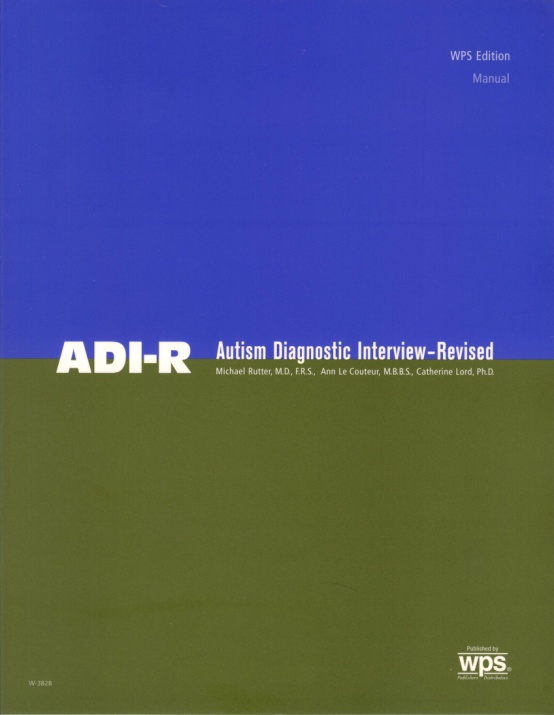 WPS Edition
Manual
ADI-R Autism Diagnostic Interview–Revised
Michael Rutter, M.D., F.R.S., Ann Le Couteur, M.B.B.S., Catherine Lord, Ph.D.
Published by
wps®
Publishers Distributors
W-382B